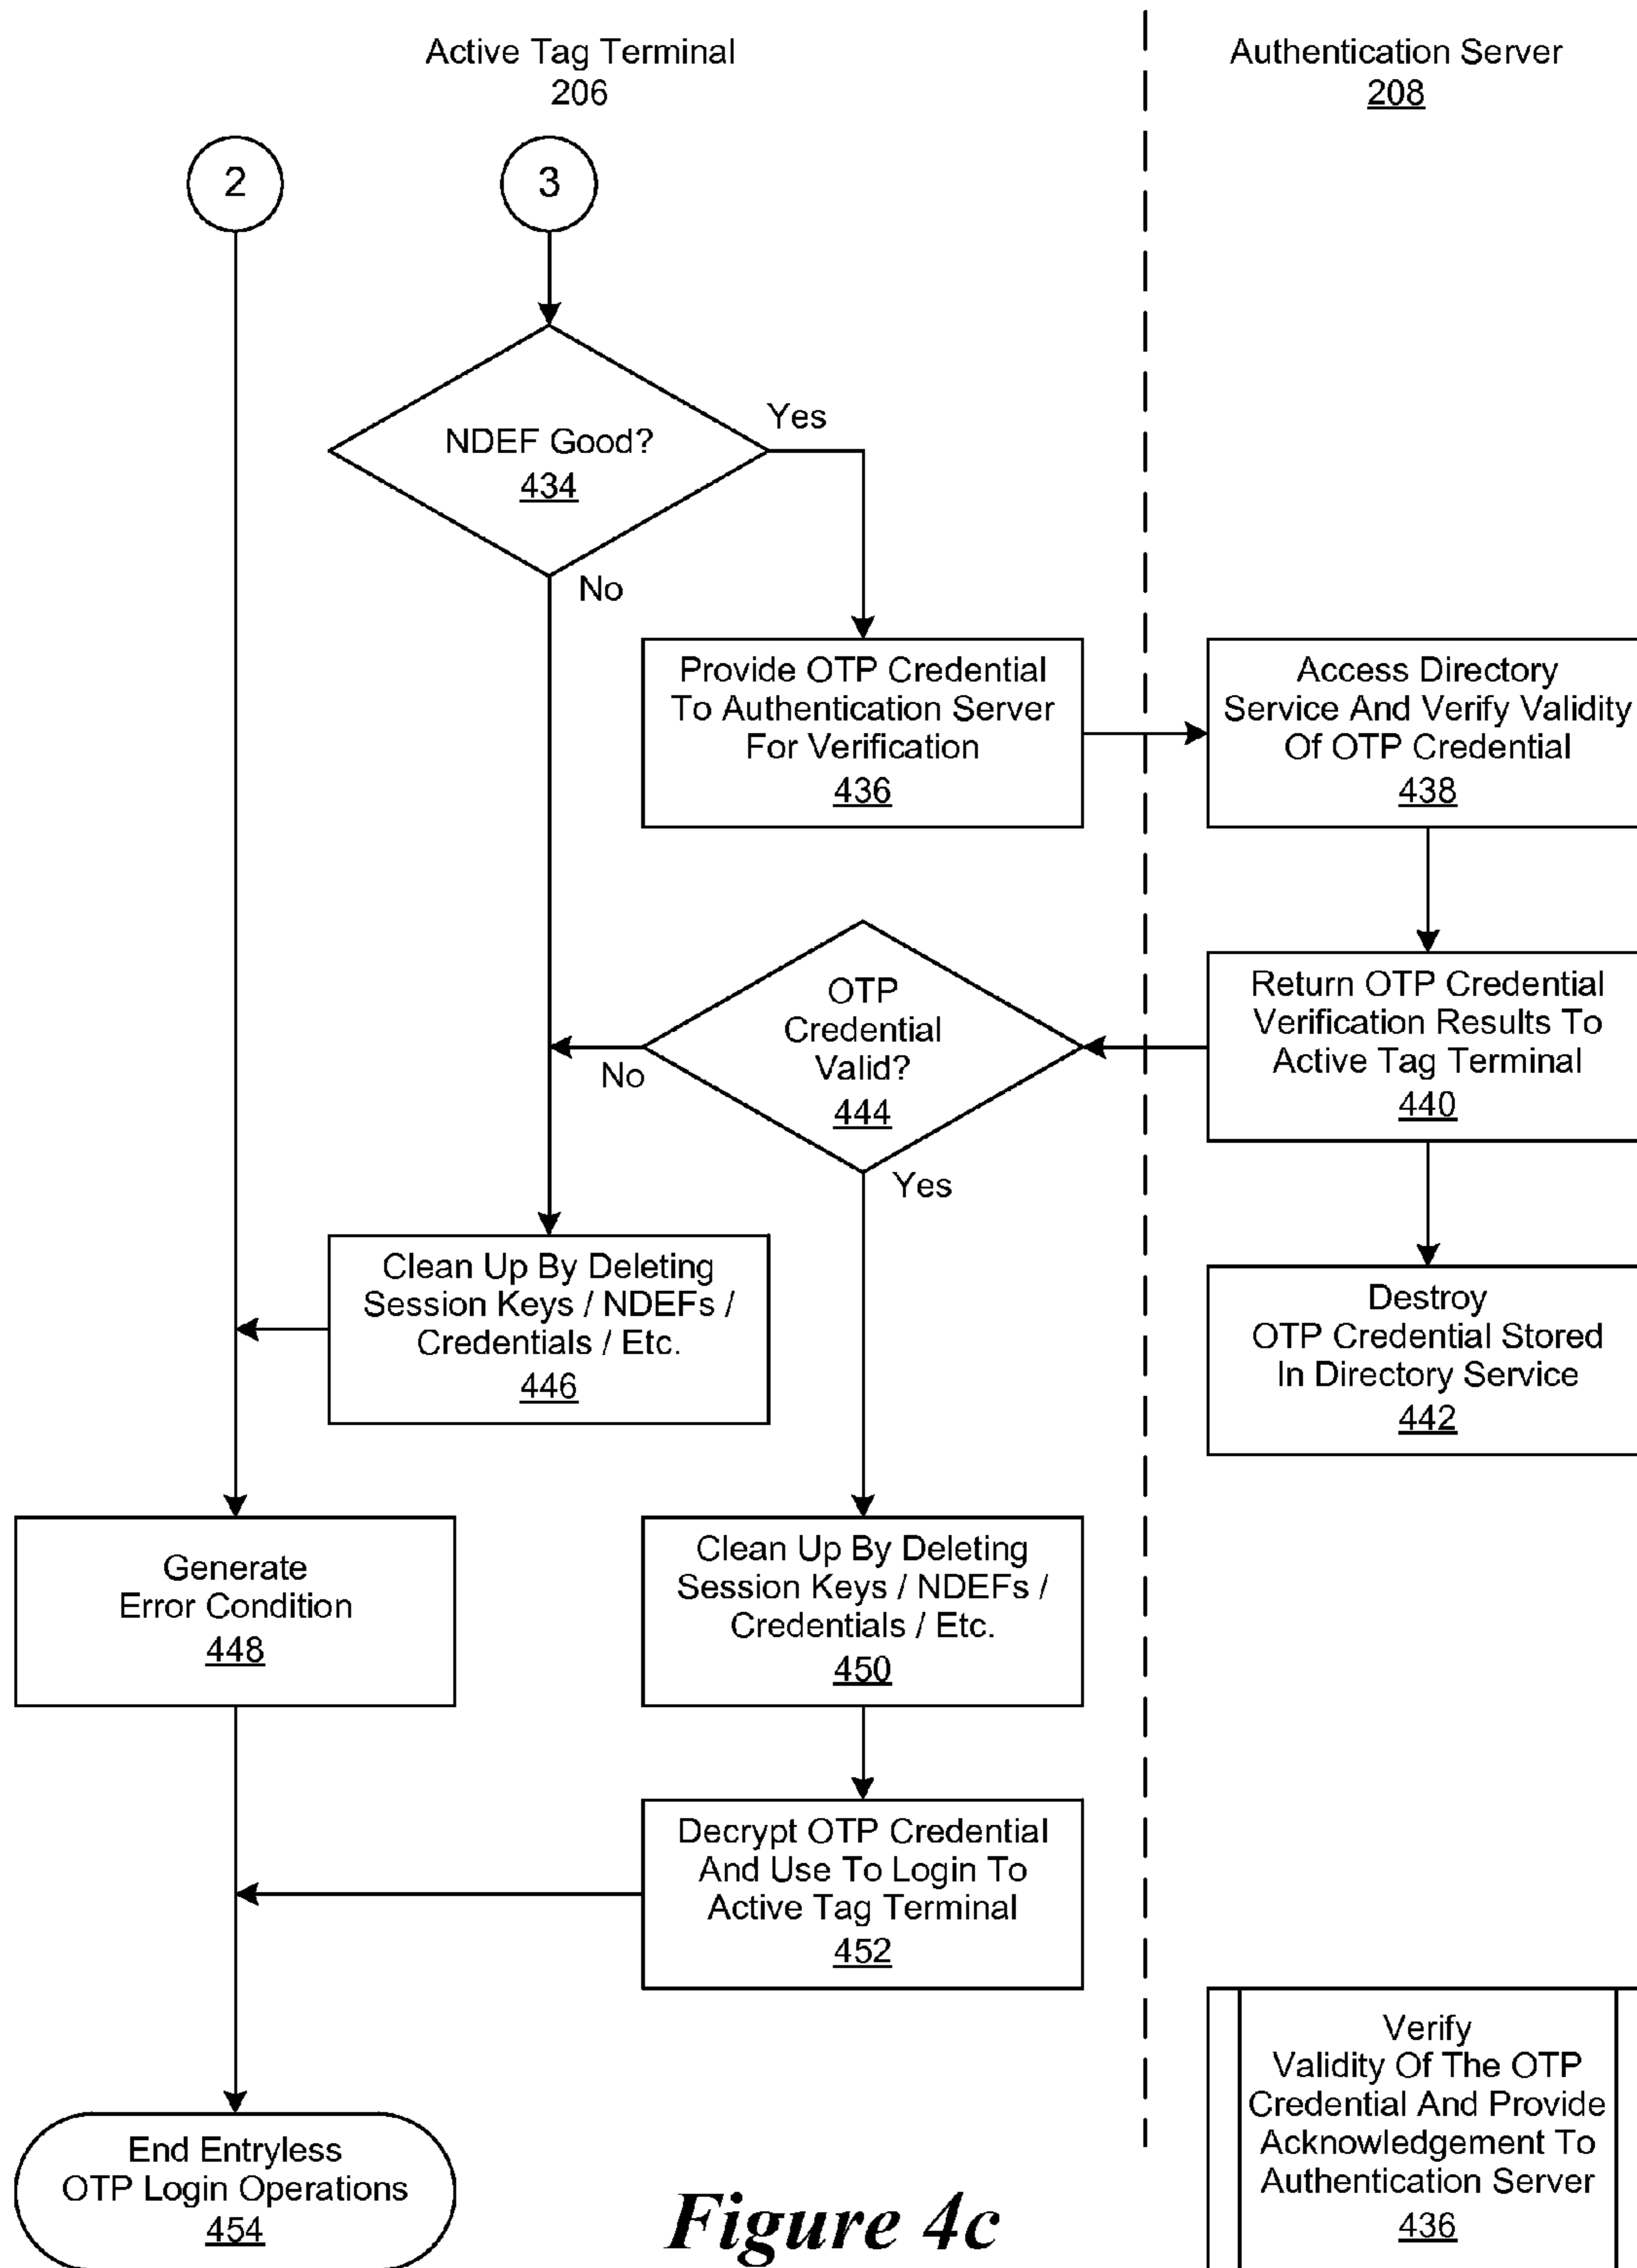 Active Tag Terminal
206
Authentication Server
208
2
3
NDEF Good?
434
Yes
No
Provide OTP Credential
To Authentication Server
For Verification
436
Access Directory
Service And Verify Validity
Of OTP Credential
438
OTP
Credential
Valid?
444
No
Yes
Return OTP Credential
Verification Results To
Active Tag Terminal
440
Clean Up By Deleting
Session Keys / NDEFs /
Credentials / Etc.
446
Destroy
OTP Credential Stored
In Directory Service
442
Generate
Error Condition
448
Clean Up By Deleting
Session Keys / NDEFs /
Credentials / Etc.
450
Decrypt OTP Credential
And Use To Login To
Active Tag Terminal
452
End Entryless
OTP Login Operations
454
Verify
Validity Of The OTP
Credential And Provide
Acknowledgement To
Authentication Server
436
Figure 4c